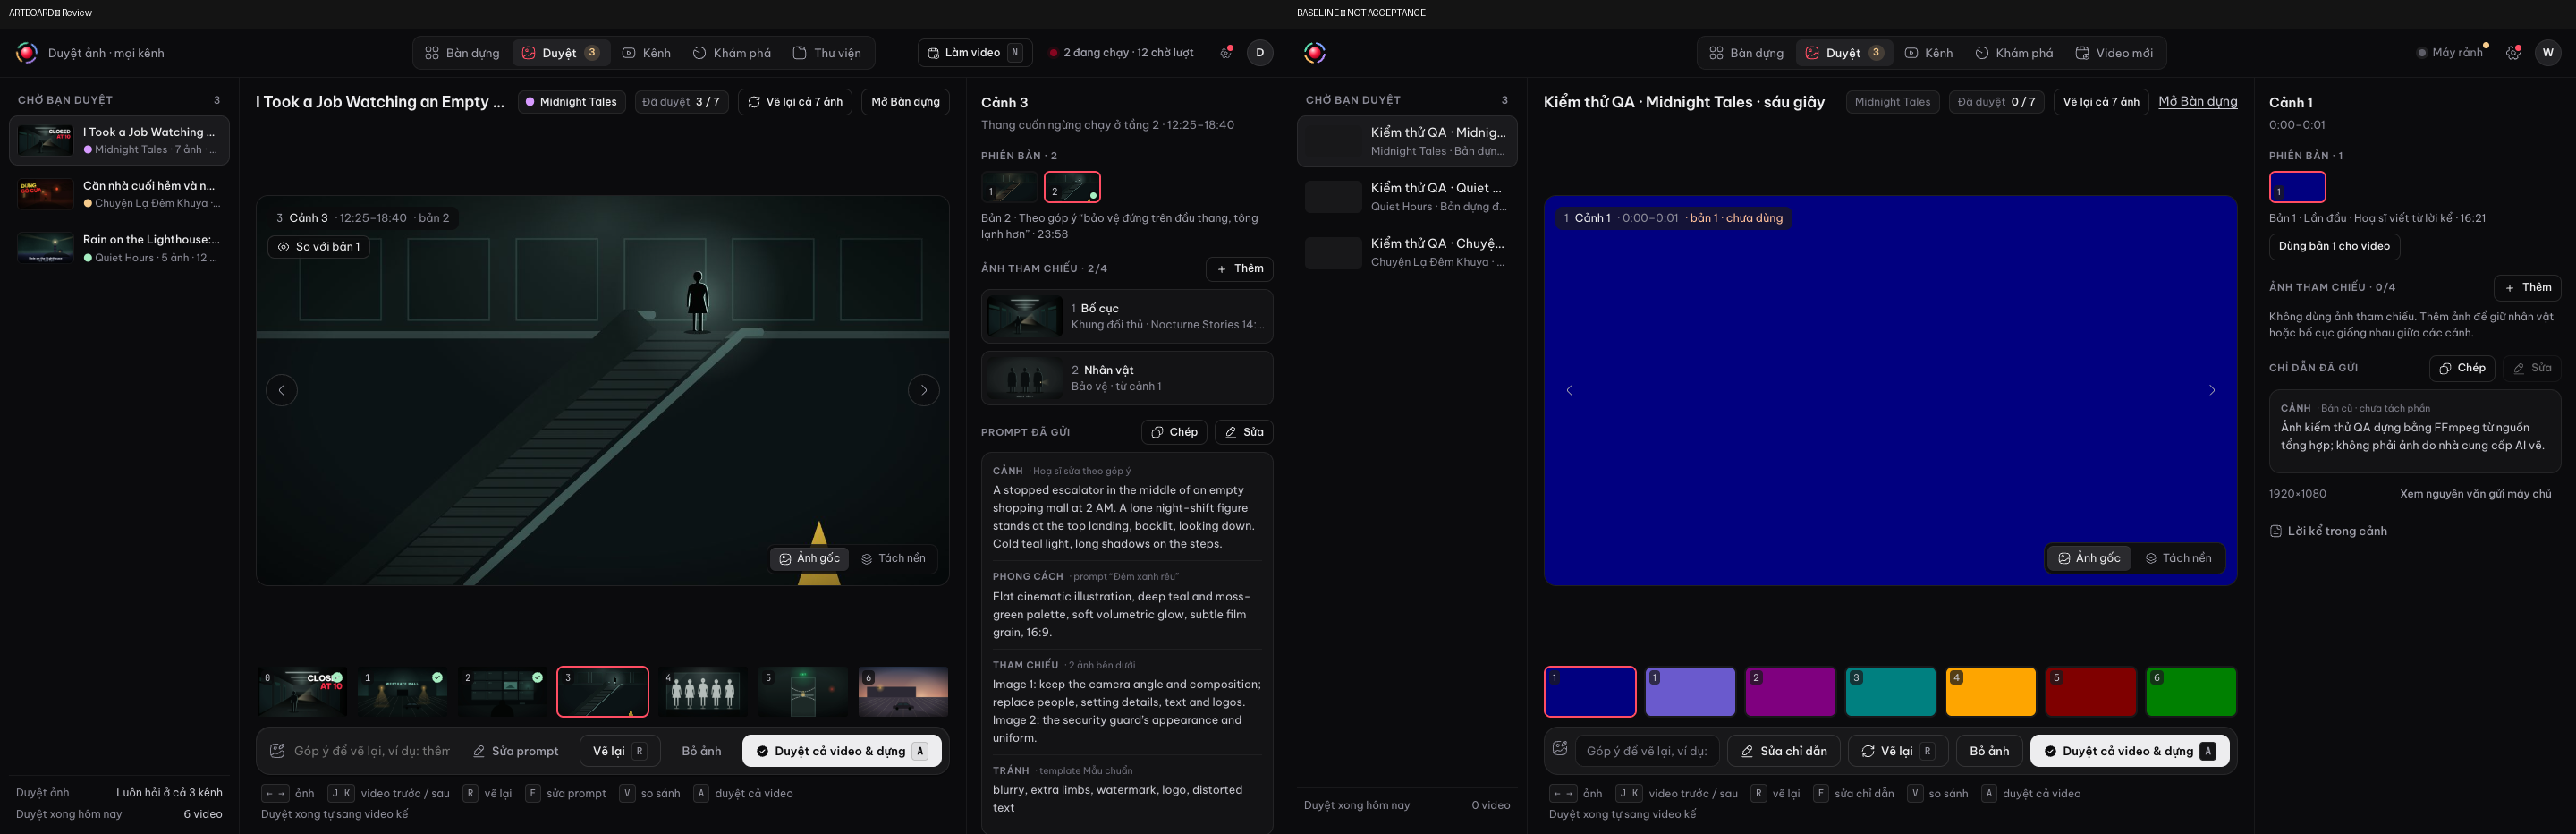 ARTBOARD Review
BASELINE NOT ACCEPTANCE
Duyệt ảnh · mọi kênh
Bàn dựng
Duyệt 3
Kênh
Khám phá
Thư viện
Làm video N
2 đang chạy · 12 chờ lượt
D
CHỜ BẠN DUYỆT 3
I Took a Job Watching ...
Midnight Tales · 7 ảnh · ...
Căn nhà cuối hẻm và n...
Chuyện Lạ Đêm Khuya ·...
Rain on the Lighthouse:...
Quiet Hours · 5 ảnh · 12 ...
Duyệt ảnh Luôn hỏi ở cả 3 kênh
Duyệt xong hôm nay 6 video
I Took a Job Watching an Empty ...
Midnight Tales
Đã duyệt 3 / 7
Vẽ lại cả 7 ảnh
Mở Bàn dựng
3 Cảnh 3 · 12:25–18:40 · bản 2
So với bản 1
Ảnh gốc
Tách nền
0 CLOSED AT 10
1
2
3
4
5
6
Góp ý để vẽ lại, ví dụ: thêm
Sửa prompt
Vẽ lại R
Bỏ ảnh
Duyệt cả video & dựng A
← → ảnh J K video trước / sau R vẽ lại E sửa prompt V so sánh A duyệt cả video
Duyệt xong tự sang video kế
Cảnh 3
Thang cuốn ngừng chạy ở tầng 2 · 12:25–18:40
PHIÊN BẢN · 2
1
2
Bản 2 · Theo góp ý “bảo vệ đứng trên đầu thang, tông
lạnh hơn” · 23:58
ẢNH THAM CHIẾU · 2/4
Thêm
1 Bố cục
Khung đối thủ · Nocturne Stories 14:...
2 Nhân vật
Bảo vệ · từ cảnh 1
PROMPT ĐÃ GỬI
Chép
Sửa
CẢNH · Hoạ sĩ sửa theo góp ý
A stopped escalator in the middle of an empty
shopping mall at 2 AM. A lone night-shift figure
stands at the top landing, backlit, looking down.
Cold teal light, long shadows on the steps.
PHONG CÁCH · prompt “Đêm xanh rêu”
Flat cinematic illustration, deep teal and moss-
green palette, soft volumetric glow, subtle film
grain, 16:9.
THAM CHIẾU · 2 ảnh bên dưới
Image 1: keep the camera angle and composition;
replace people, setting details, text and logos.
Image 2: the security guard's appearance and
uniform.
TRÁNH · template Mẫu chuẩn
blurry, extra limbs, watermark, logo, distorted
text
Bàn dựng
Duyệt 3
Kênh
Khám phá
Video mới
Máy rảnh
W
CHỜ BẠN DUYỆT 3
Kiểm thử QA · Midnig...
Midnight Tales · Bản dựn...
Kiểm thử QA · Quiet ...
Quiet Hours · Bản dựng đ...
Kiểm thử QA · Chuyệ...
Chuyện Lạ Đêm Khuya · ...
Duyệt xong hôm nay 0 video
Kiểm thử QA · Midnight Tales · sáu giây
Midnight Tales
Đã duyệt 0 / 7
Vẽ lại cả 7 ảnh
Mở Bàn dựng
1 Cảnh 1 · 0:00–0:01 · bản 1 · chưa dùng
Ảnh gốc
Tách nền
1
1
2
3
4
5
6
Góp ý để vẽ lại, ví dụ:
Sửa chỉ dẫn
Vẽ lại R
Bỏ ảnh
Duyệt cả video & dựng A
← → ảnh J K video trước / sau R vẽ lại E sửa chỉ dẫn V so sánh A duyệt cả video
Duyệt xong tự sang video kế
Cảnh 1
0:00–0:01
PHIÊN BẢN · 1
1
Bản 1 · Lần đầu · Hoạ sĩ viết từ lời kể · 16:21
Dùng bản 1 cho video
ẢNH THAM CHIẾU · 0/4
Thêm
Không dùng ảnh tham chiếu. Thêm ảnh để giữ nhân vật
hoặc bố cục giống nhau giữa các cảnh.
CHỈ DẪN ĐÃ GỬI
Chép
Sửa
CẢNH · Bản cũ · chưa tách phần
Ảnh kiểm thử QA dựng bằng FFmpeg từ nguồn
tổng hợp; không phải ảnh do nhà cung cấp AI vẽ.
1920×1080
Xem nguyên văn gửi máy chủ
Lời kể trong cảnh